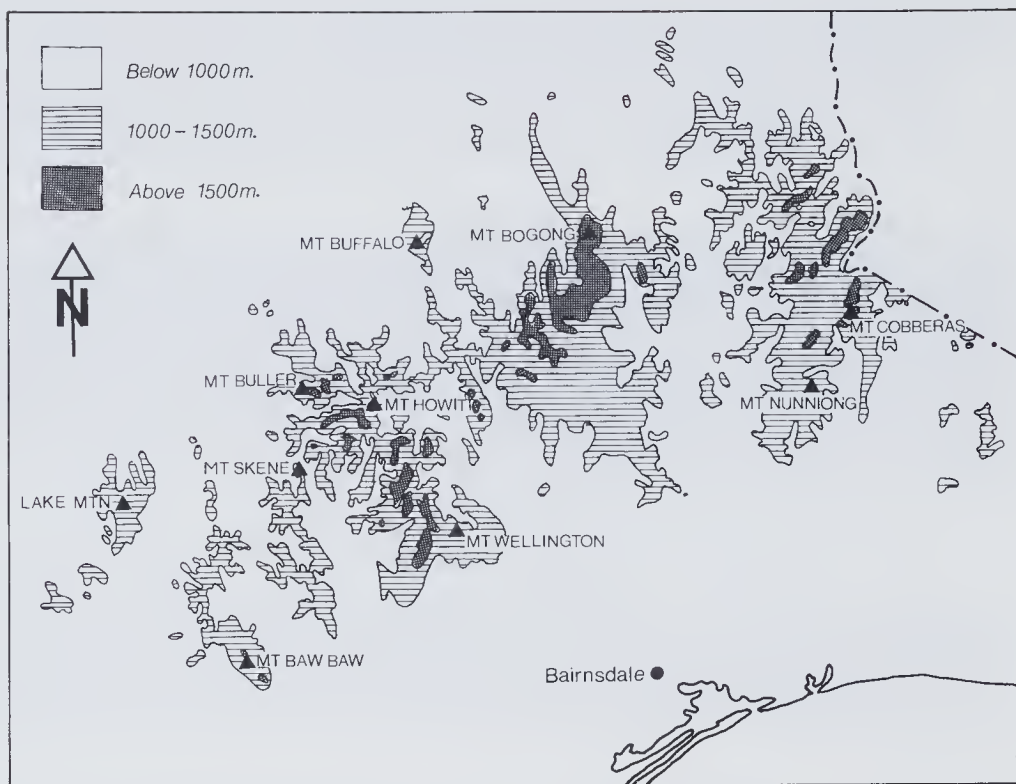 Below 1000m.
1000-1500m.
Above 1500m.
N
MT BUFFALO
MT BOGONG
MT COBBERAS
MT BULLER
MT HOWITT
MT NUNNIONG
MT SKENE
LAKE MTN
MT WELLINGTON
MT BAW BAW
Bairnsdale